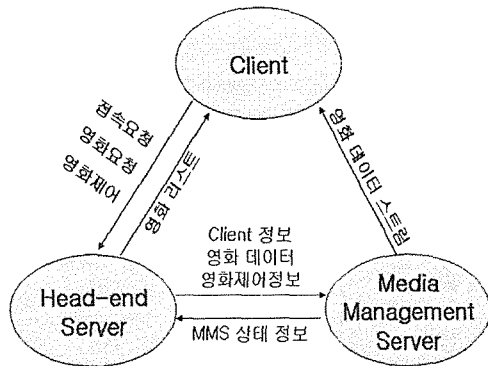 Client
접속요청
영화요청
영화제어
영화 리스트
영화 데이터 스트림
Client 정보
영화 데이터
영화제어정보
Head-end
Server
MMS 상태 정보
Media
Management
Server